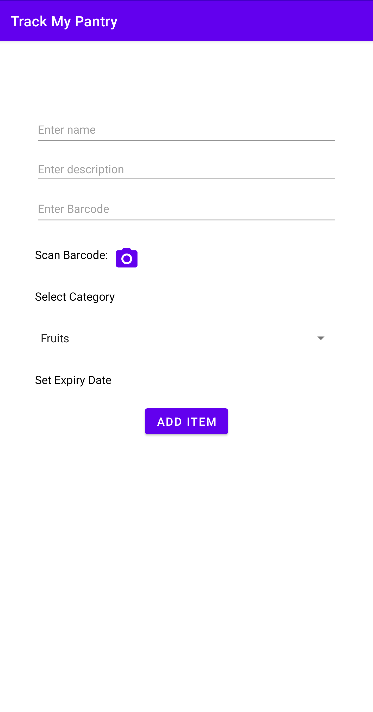 Track My Pantry
Enter name
Enter description
Enter Barcode
Scan Barcode:
Select Category
Fruits
Set Expiry Date
ADD ITEM